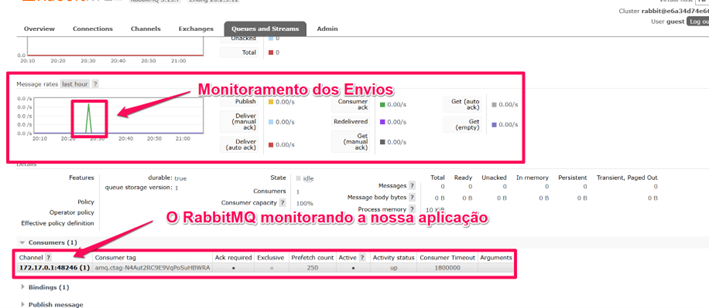 Cluster rabbit@e6a34d74e6
User guest Log ou
Overview Connections Channels Exchanges Queues and Streams Admin
Unacked 0
0.0 Total 0
20:10 20:20 20:30 20:40 20:50 21:00
Message rates last hour ?
Monitoramento dos Envios
0.0 /s Publish 0.00/s Consumer ack 0.00/s Get (auto ack) 0.00/s
0.0 /s Deliver (manual ack) 0.00/s Redelivered 0.00/s Get (empty) 0.00/s
0.0 /s Deliver (auto ack) 0.00/s Get (manual ack) 0.00/s
20:10 20:20 20:30 20:40 20:50 21:00
Details
Features durable: true State idle Total Ready Unacked In memory Persistent Transient, Paged Out
queue storage version: 1 Consumers 1 Messages ? 0 0 0 0 0 0
Policy Consumer capacity ? 100% Message body bytes ? 0 B 0 B 0 B 0 B 0 B 0 B
Operator policy Process memory ? 10 KiB
Effective policy definition
O RabbitMQ monitorando a nossa aplicação
Consumers (1)
Channel ? Consumer tag Ack required Exclusive Prefetch count Active ? Activity status Consumer Timeout Arguments
172.17.0.1:48246 (1) 250 up 1800000
Bindings (1)
Publish message